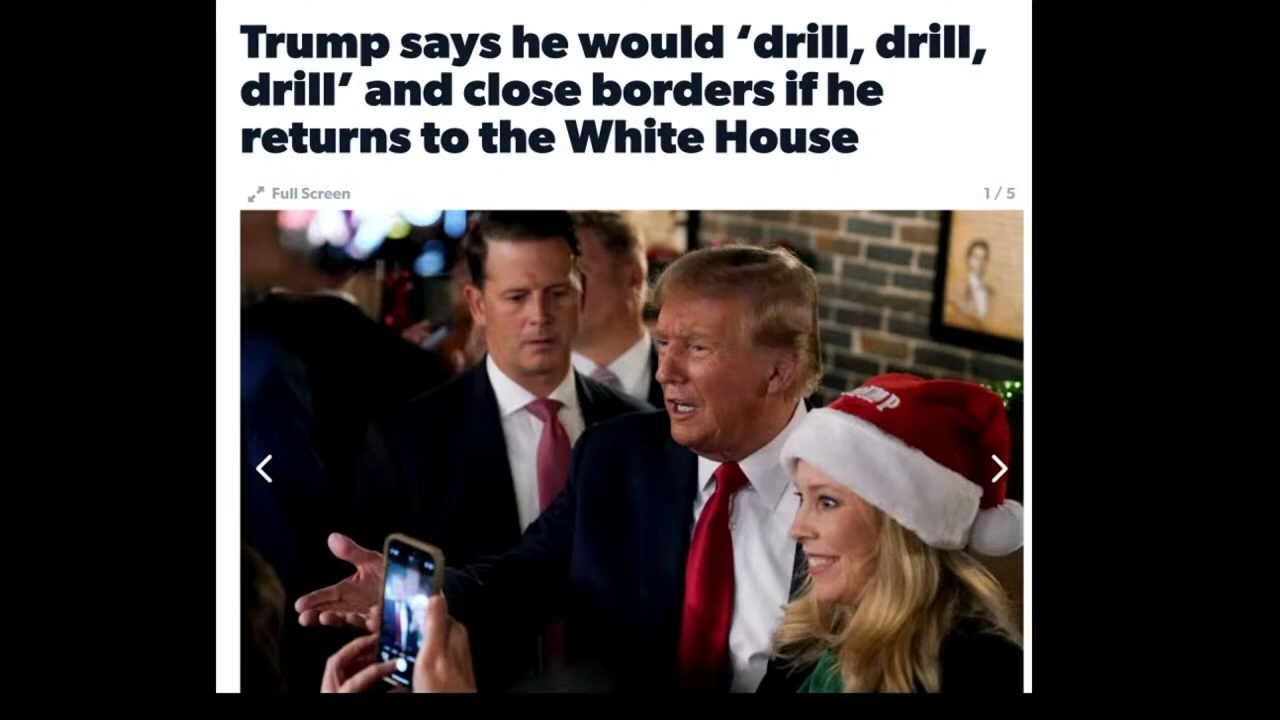 Trump says he would ‘drill, drill,
drill’ and close borders if he
returns to the White House
Full Screen
1 / 5